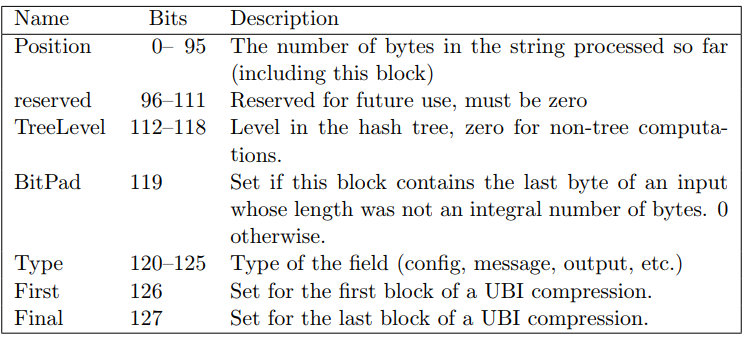 Name Bits Description
Position 0– 95 The number of bytes in the string processed so far
(including this block)
reserved 96–111 Reserved for future use, must be zero
TreeLevel 112–118 Level in the hash tree, zero for non-tree computa-
tions.
BitPad 119 Set if this block contains the last byte of an input
whose length was not an integral number of bytes. 0
otherwise.
Type 120–125 Type of the field (config, message, output, etc.)
First 126 Set for the first block of a UBI compression.
Final 127 Set for the last block of a UBI compression.